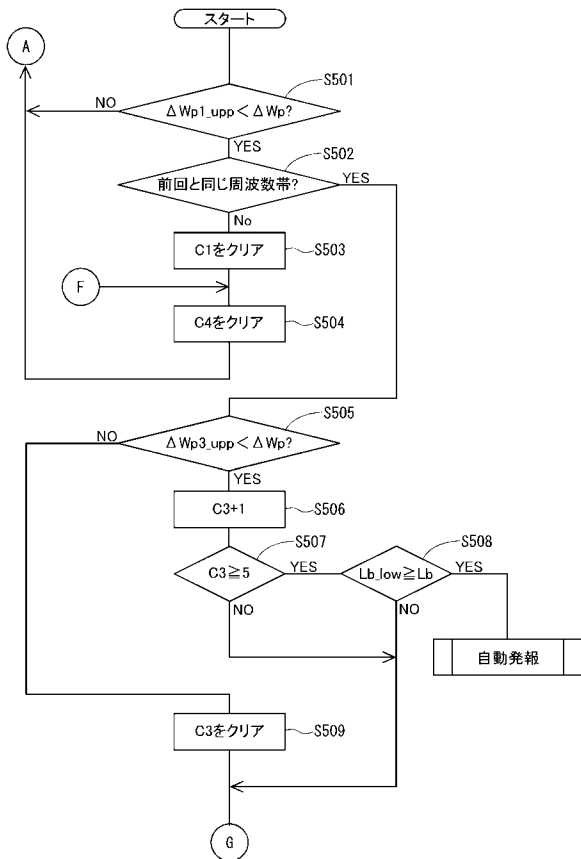 スタート
A
S501
NO
ΔWp1_upp<ΔWp?
YES
S502
前回と同じ周波数帯?
YES
No
C1をクリア
S503
F
C4をクリア
S504
S505
NO
ΔWp3_upp<ΔWp?
YES
C3+1
S506
S507
S508
C3≧5
YES
Lb_low≧Lb
YES
NO
NO
自動発報
C3をクリア
S509
G